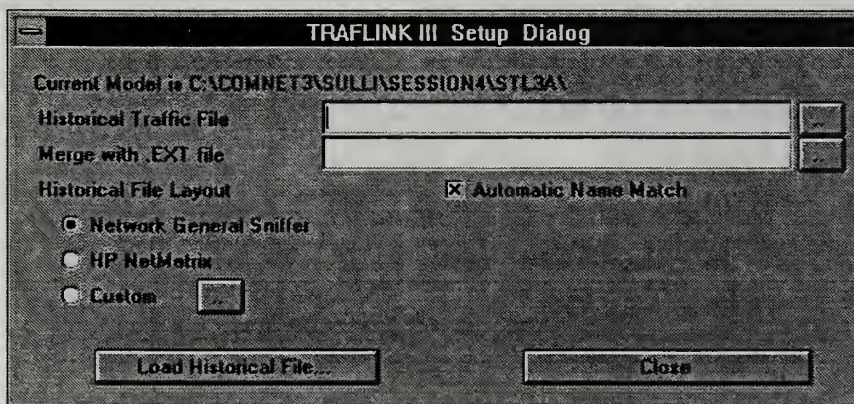 TRAFLINK III Setup Dialog
Current Model is C:\COMNET3\SULLI\SESSION4\STL3A\
Historical Traffic File ..
Merge with .EXT file ..
Historical File Layout Automatic Name Match
Network General Sniffer
HP NetMetrix
Custom ..
Load Historical File... Close